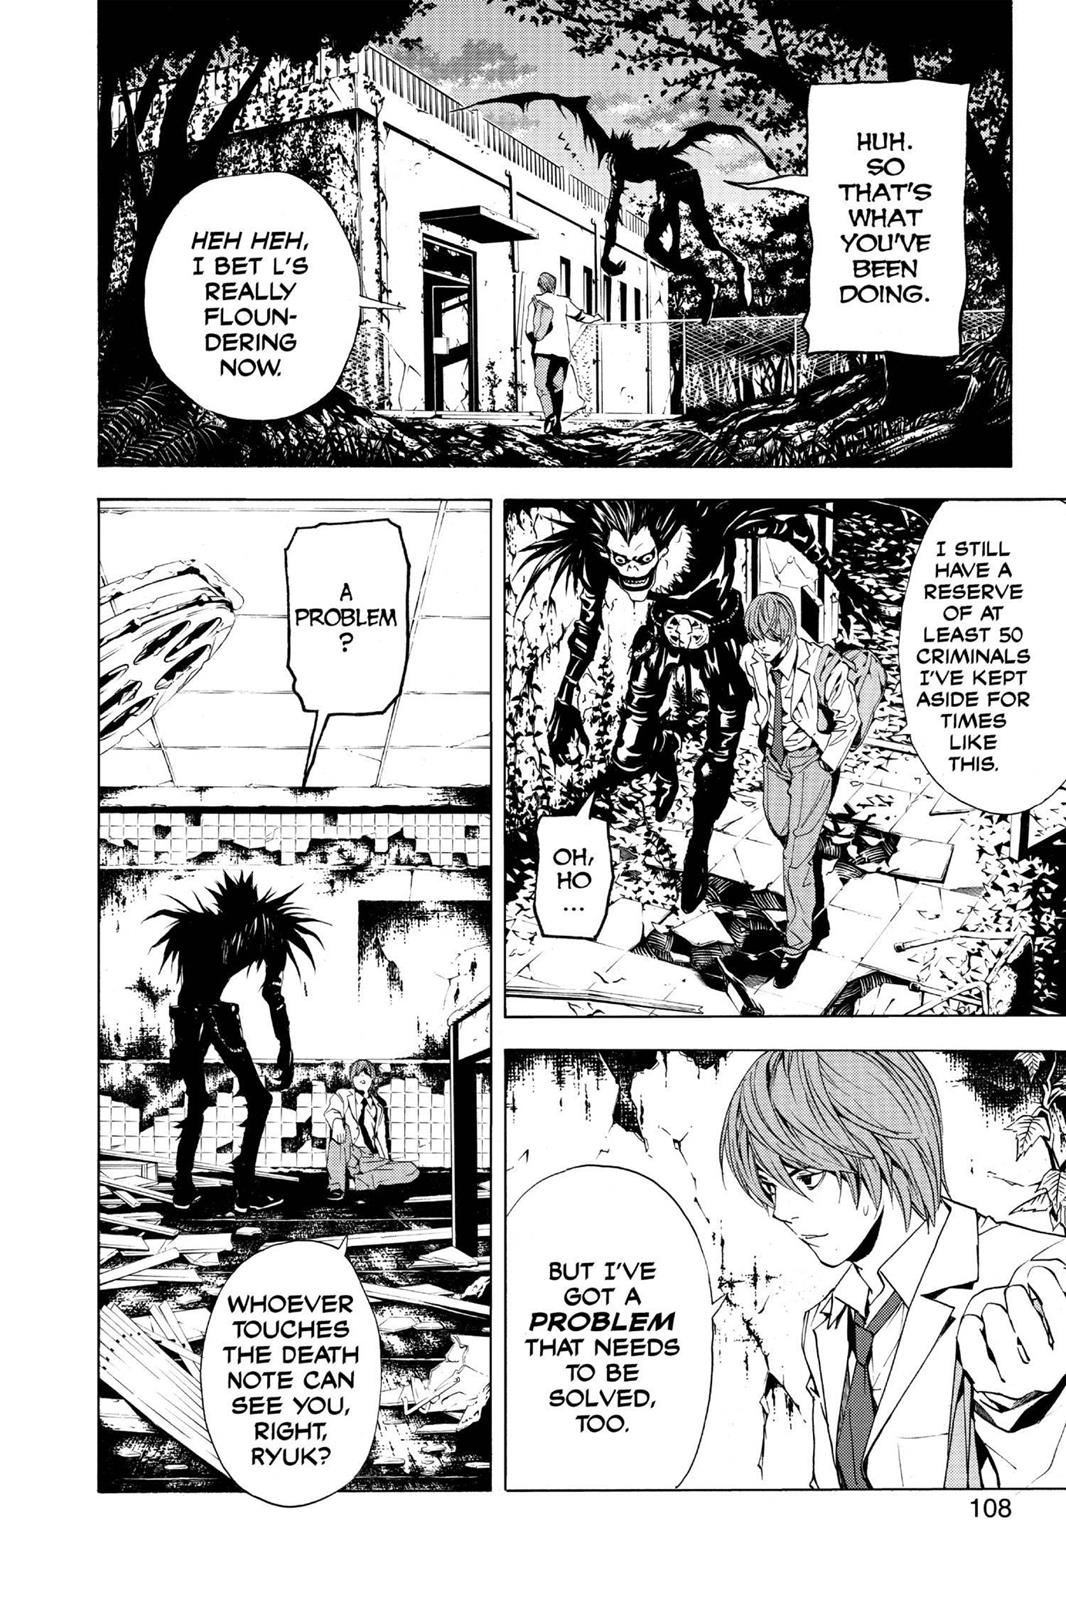 HUH.
SO
THAT'S
WHAT
YOU'VE
BEEN
DOING.
HEH HEH,
I BET L'S
REALLY
FLOUN-
DERING
NOW.
I STILL
HAVE A
RESERVE
OF AT
LEAST 50
CRIMINALS
I'VE KEPT
ASIDE FOR
TIMES
LIKE
THIS.
OH,
HO
...
BUT I'VE
GOT A
PROBLEM
THAT NEEDS
TO BE
SOLVED,
TOO.
A
PROBLEM
?
WHOEVER
TOUCHES
THE DEATH
NOTE CAN
SEE YOU,
RIGHT,
RYUK?
108